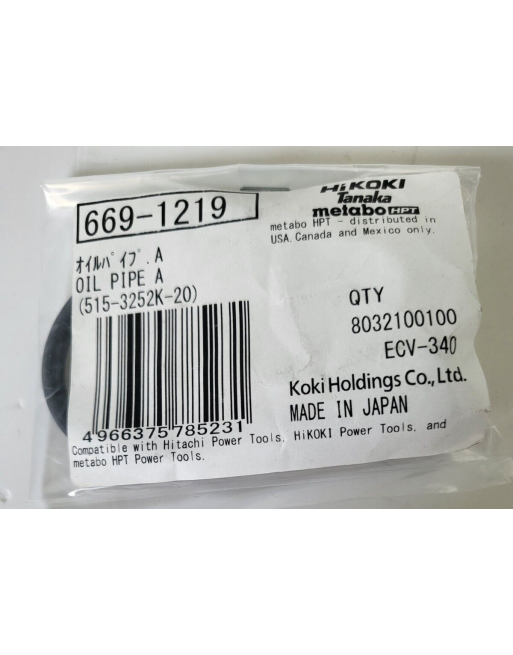 669-1219
HiKOKI
Tanaka
metabo HPT
metabo HPT - distributed in
USA, Canada and Mexico only.
ｵｲﾙﾊﾟｲﾌﾟ.A
OIL PIPE A
(515-3252K-20)
QTY
8032100100
ECV-340
Koki Holdings Co., Ltd.
MADE IN JAPAN
4966375785231
Compatible with Hitachi Power Tools, HiKOKI Power Tools, and
metabo HPT Power Tools.